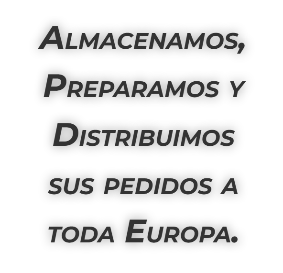 Almacenamos,
Preparamos y
Distribuimos
sus pedidos a
toda Europa.